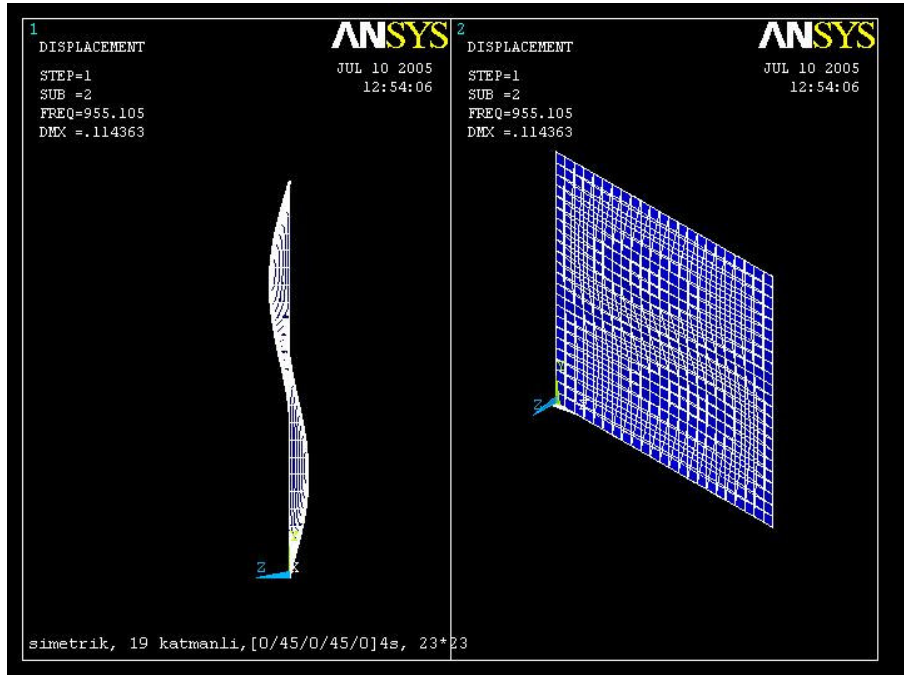 1
ANSYS
DISPLACEMENT
JUL 10 2005
STEP=1
12:54:06
SUB =2
FREQ=955.105
DMX =.114363
Y
Z
X
simetrik, 19 katmanli,[0/45/0/45/0]4s, 23*23
2
ANSYS
DISPLACEMENT
JUL 10 2005
STEP=1
12:54:06
SUB =2
FREQ=955.105
DMX =.114363
Y
Z